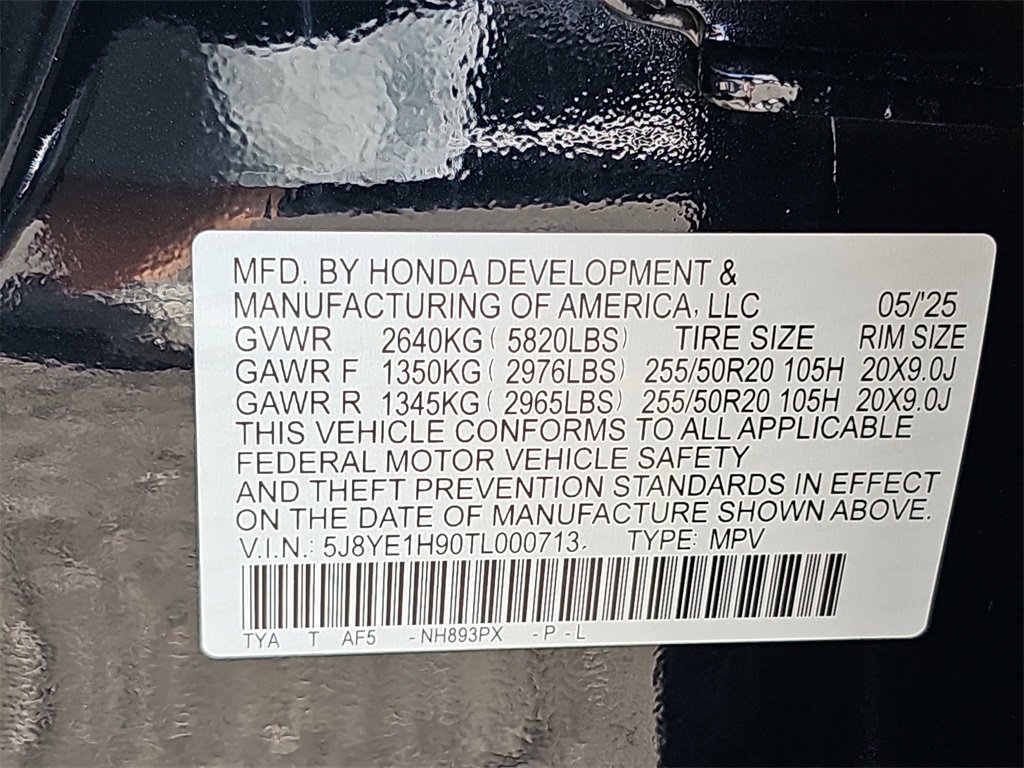 MFD. BY HONDA DEVELOPMENT &
MANUFACTURING OF AMERICA, LLC 05/'25
GVWR 2640KG ( 5820LBS) TIRE SIZE RIM SIZE
GAWR F 1350KG ( 2976LBS) 255/50R20 105H 20X9.0J
GAWR R 1345KG ( 2965LBS) 255/50R20 105H 20X9.0J
THIS VEHICLE CONFORMS TO ALL APPLICABLE
FEDERAL MOTOR VEHICLE SAFETY
AND THEFT PREVENTION STANDARDS IN EFFECT
ON THE DATE OF MANUFACTURE SHOWN ABOVE.
V.I.N.: 5J8YE1H90TL000713. TYPE: MPV
TYA T AF5 -NH893PX -P-L